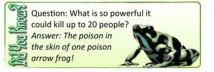 Did You Know?
Question: What is so powerful it
could kill up to 20 people?
Answer: The poison in
the skin of one poison
arrow frog!